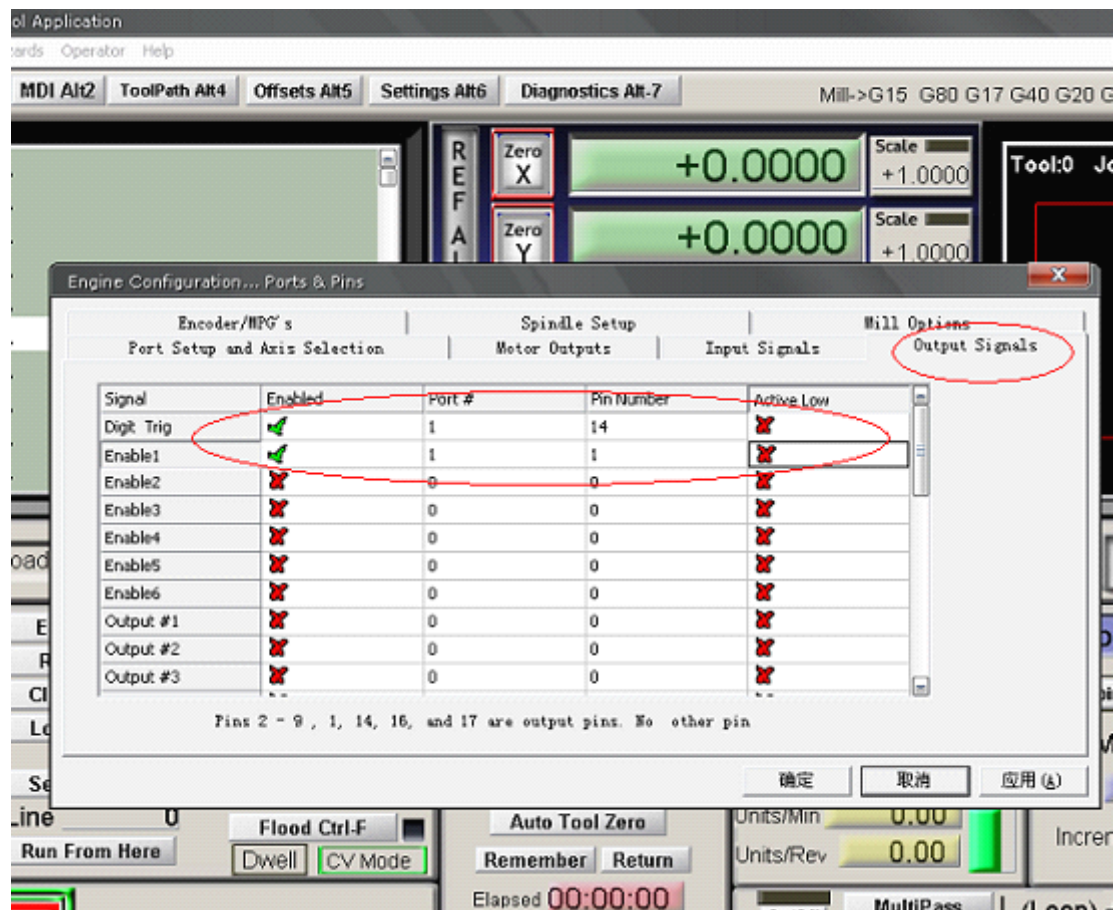 ol Application
Operator Help
MDI Alt2 ToolPath Alt4 Offsets Alt5 Settings Alt6 Diagnostics Alt-7 Mill->G15 G80 G17 G40 G20 G
REF
A
Zero X +0.0000 Scale +1.0000
Zero Y +0.0000 Scale +1.0000
Tool:0
Engine Configuration... Ports & Pins
Encoder/MPG's Spindle Setup Mill Options
Port Setup and Axis Selection Motor Outputs Input Signals Output Signals
Signal Enabled Port # Pin Number Active Low
Digit Trig 1 14
Enable1 1 1
Enable2 0 0
Enable3 0 0
Enable4 0 0
Enable5 0 0
Enable6 0 0
Output #1 0 0
Output #2 0 0
Output #3 0 0
Pins 2 - 9 , 1, 14, 16, and 17 are output pins. No other pin
确定 取消 应用(A)
Line 0
Run From Here
Flood Ctrl-F
Dwell CV Mode
Auto Tool Zero
Remember Return
Elapsed 00:00:00
Units/Min 0.00
Units/Rev 0.00
Increr
MultiPass
(Loop)